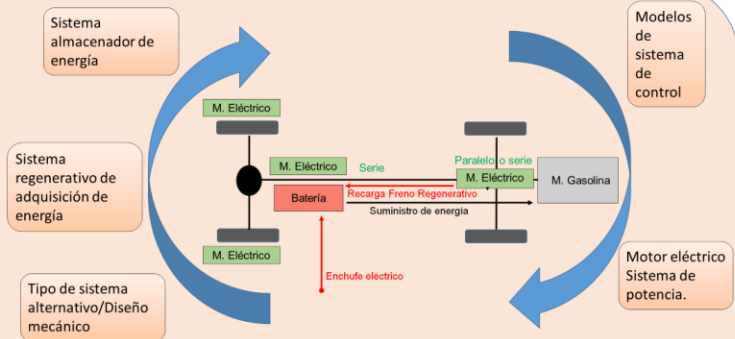 Sistema
almacenador de
energía
Modelos
de
sistema
de
control
M. Eléctrico
M. Eléctrico
Serie
Paralelo o serie
M. Eléctrico
M. Gasolina
Sistema
regenerativo de
adquisición de
energía
Batería
Recarga Freno Regenerativo
Suministro de energia
M. Eléctrico
Enchufe eléctrico
Motor eléctrico
Sistema de
potencia.
Tipo de sistema
alternativo/Diseño
mecánico